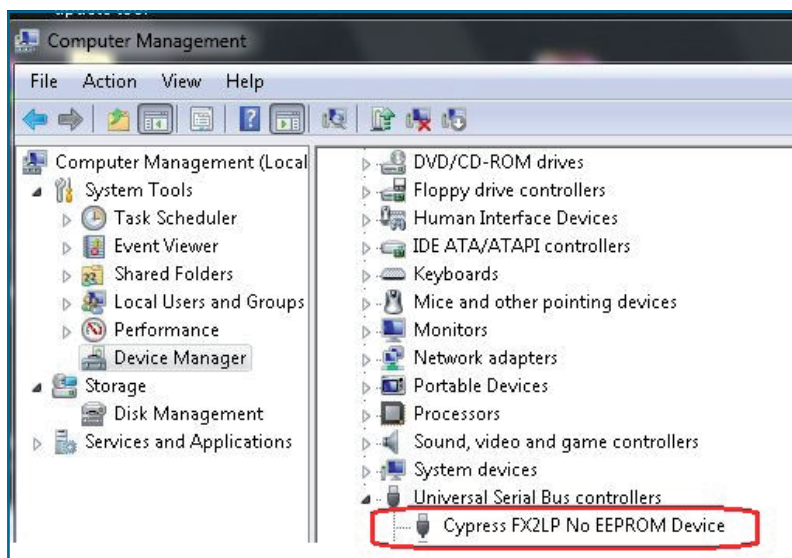 Computer Management
File Action View Help
Computer Management (Local
System Tools
Task Scheduler
Event Viewer
Shared Folders
Local Users and Groups
Performance
Device Manager
Storage
Disk Management
Services and Applications
DVD/CD-ROM drives
Floppy drive controllers
Human Interface Devices
IDE ATA/ATAPI controllers
Keyboards
Mice and other pointing devices
Monitors
Network adapters
Portable Devices
Processors
Sound, video and game controllers
System devices
Universal Serial Bus controllers
Cypress FX2LP No EEPROM Device